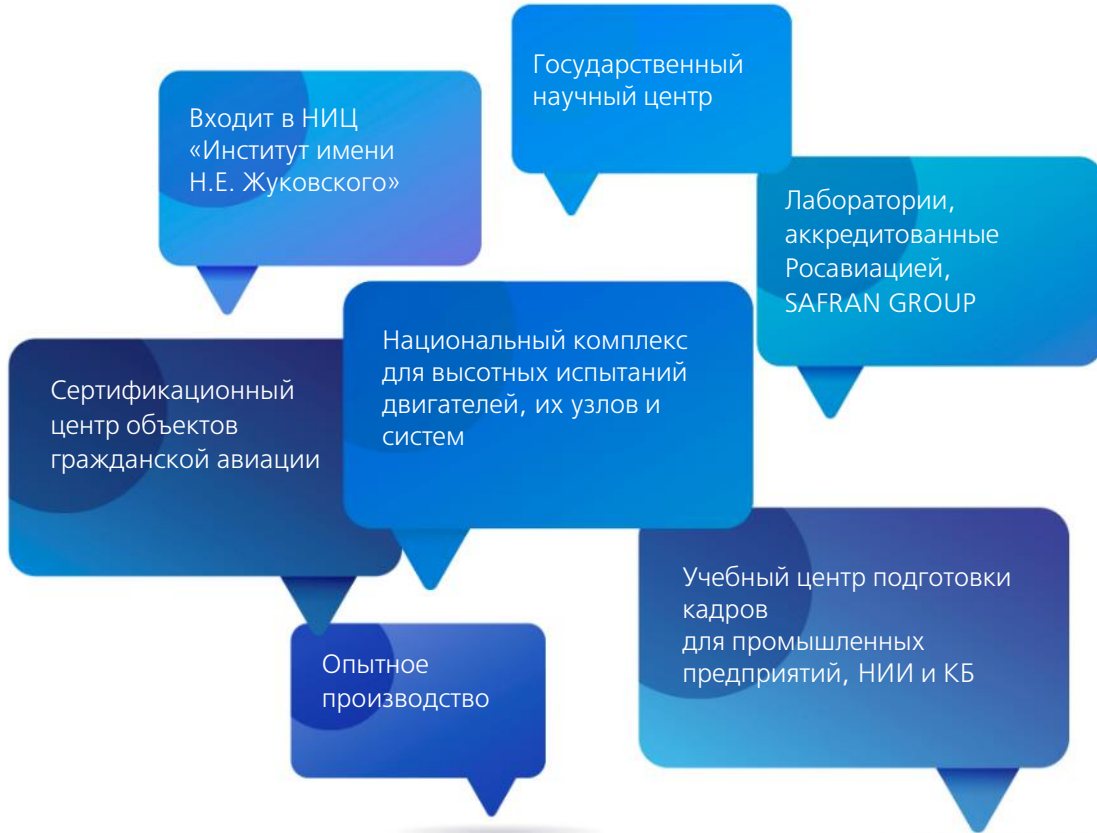 Государственный
научный центр
Входит в НИЦ
«Институт имени
Н.Е. Жуковского»
Лаборатории,
аккредитованные
Росавиацией,
SAFRAN GROUP
Национальный комплекс
для высотных испытаний
двигателей, их узлов и
систем
Сертификационный
центр объектов
гражданской авиации
Учебный центр подготовки
кадров
для промышленных
предприятий, НИИ и КБ
Опытное
производство